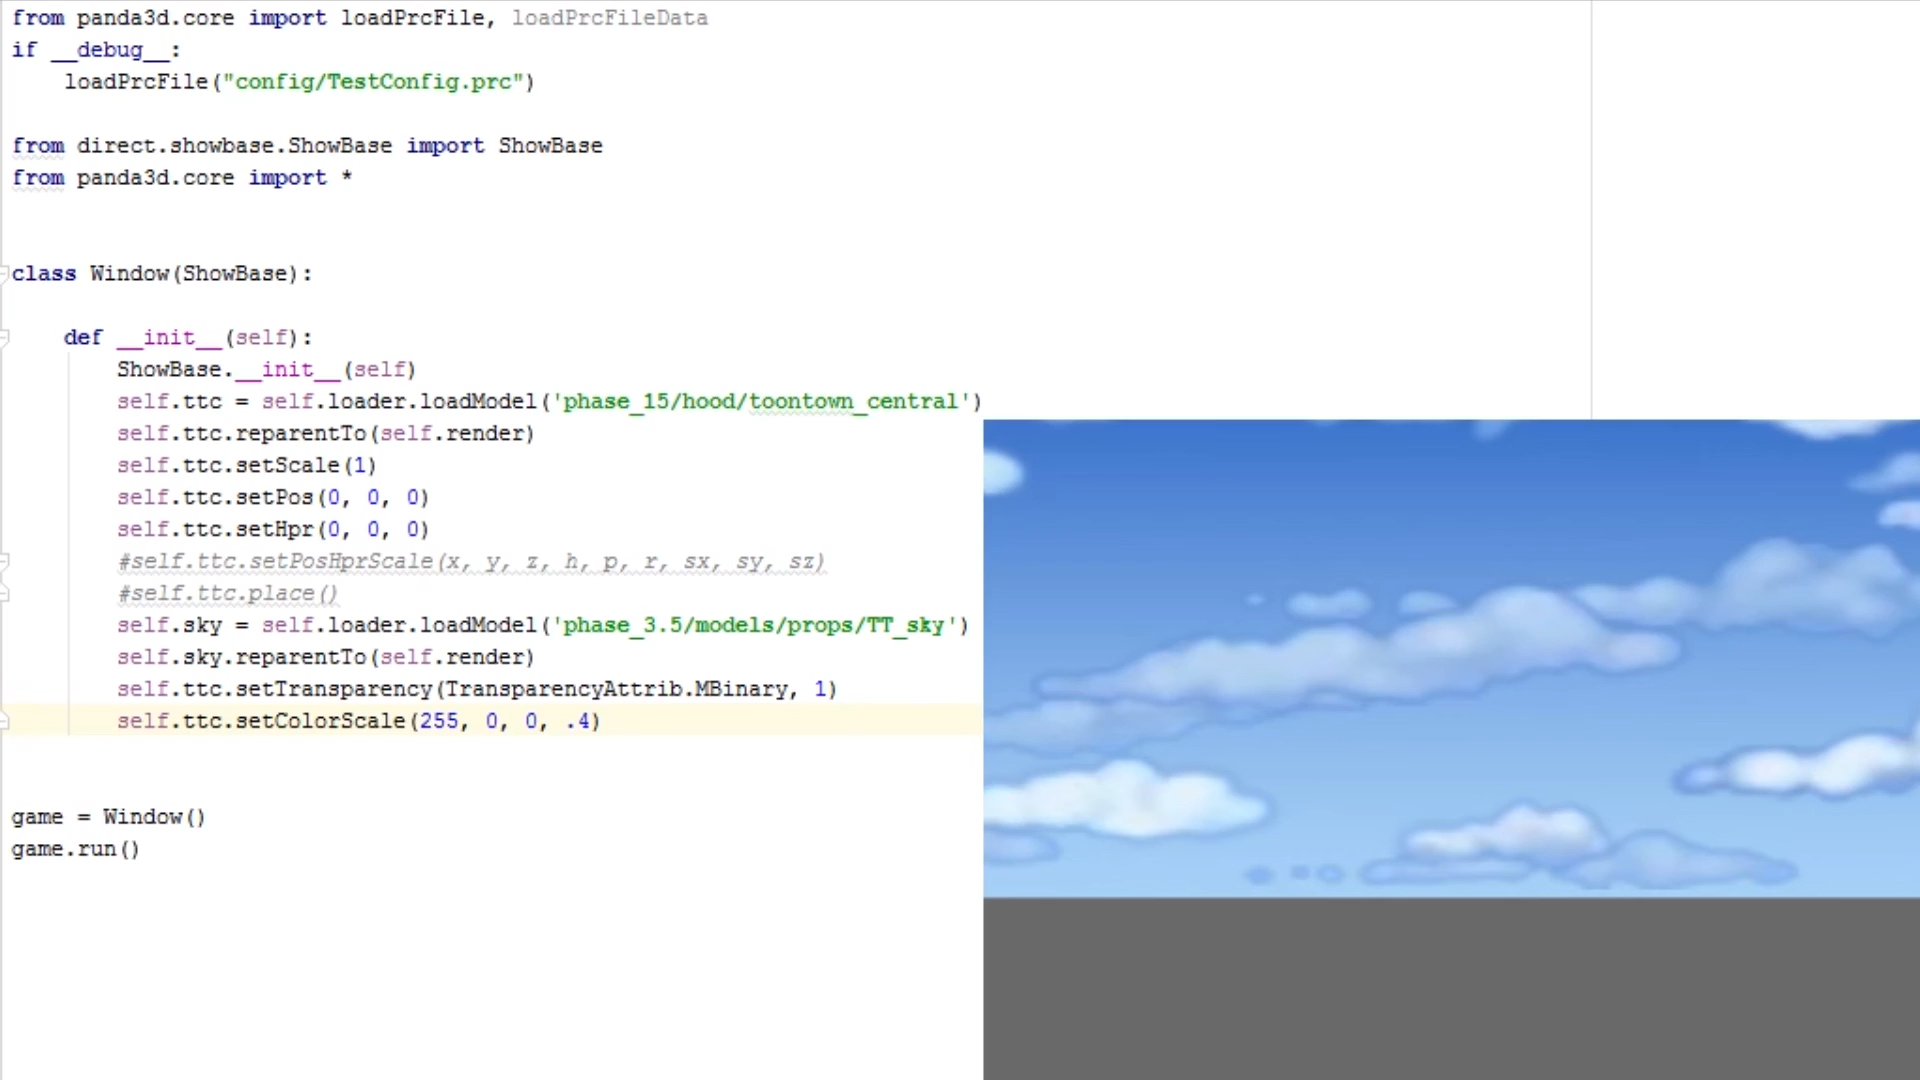 from panda3d.core import loadPrcFile, loadPrcFileData
if __debug__:
    loadPrcFile("config/TestConfig.prc")
from direct.showbase.ShowBase import ShowBase
from panda3d.core import *
class Window(ShowBase):
    def __init__(self):
        ShowBase.__init__(self)
        self.ttc = self.loader.loadModel('phase_15/hood/toontown_central')
        self.ttc.reparentTo(self.render)
        self.ttc.setScale(1)
        self.ttc.setPos(0, 0, 0)
        self.ttc.setHpr(0, 0, 0)
        #self.ttc.setPosHprScale(x, y, z, h, p, r, sx, sy, sz)
        #self.ttc.place()
        self.sky = self.loader.loadModel('phase_3.5/models/props/TT_sky')
        self.sky.reparentTo(self.render)
        self.ttc.setTransparency(TransparencyAttrib.MBinary, 1)
        self.ttc.setColorScale(255, 0, 0, .4)
game = Window()
game.run()